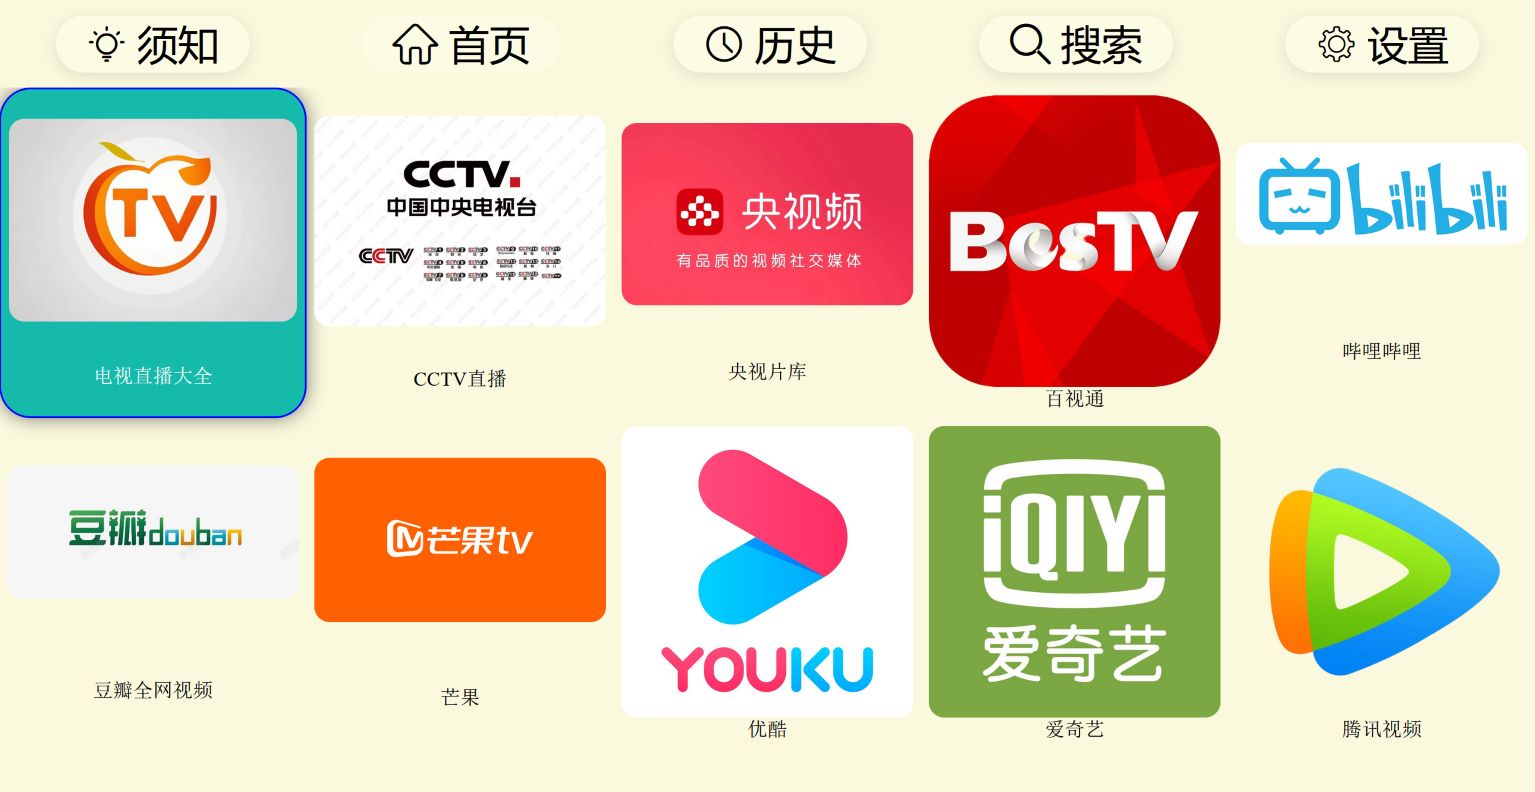 须知
首页
历史
搜索
设置
TV
电视直播大全
CCTV.
中国中央电视台
CCTV
CCTV直播
央视频
有品质的视频社交媒体
央视片库
BesTV
百视通
bilibili
哔哩哔哩
豆瓣douban
豆瓣全网视频
芒果tv
芒果
YOUKU
优酷
iQIYI
爱奇艺
爱奇艺
腾讯视频